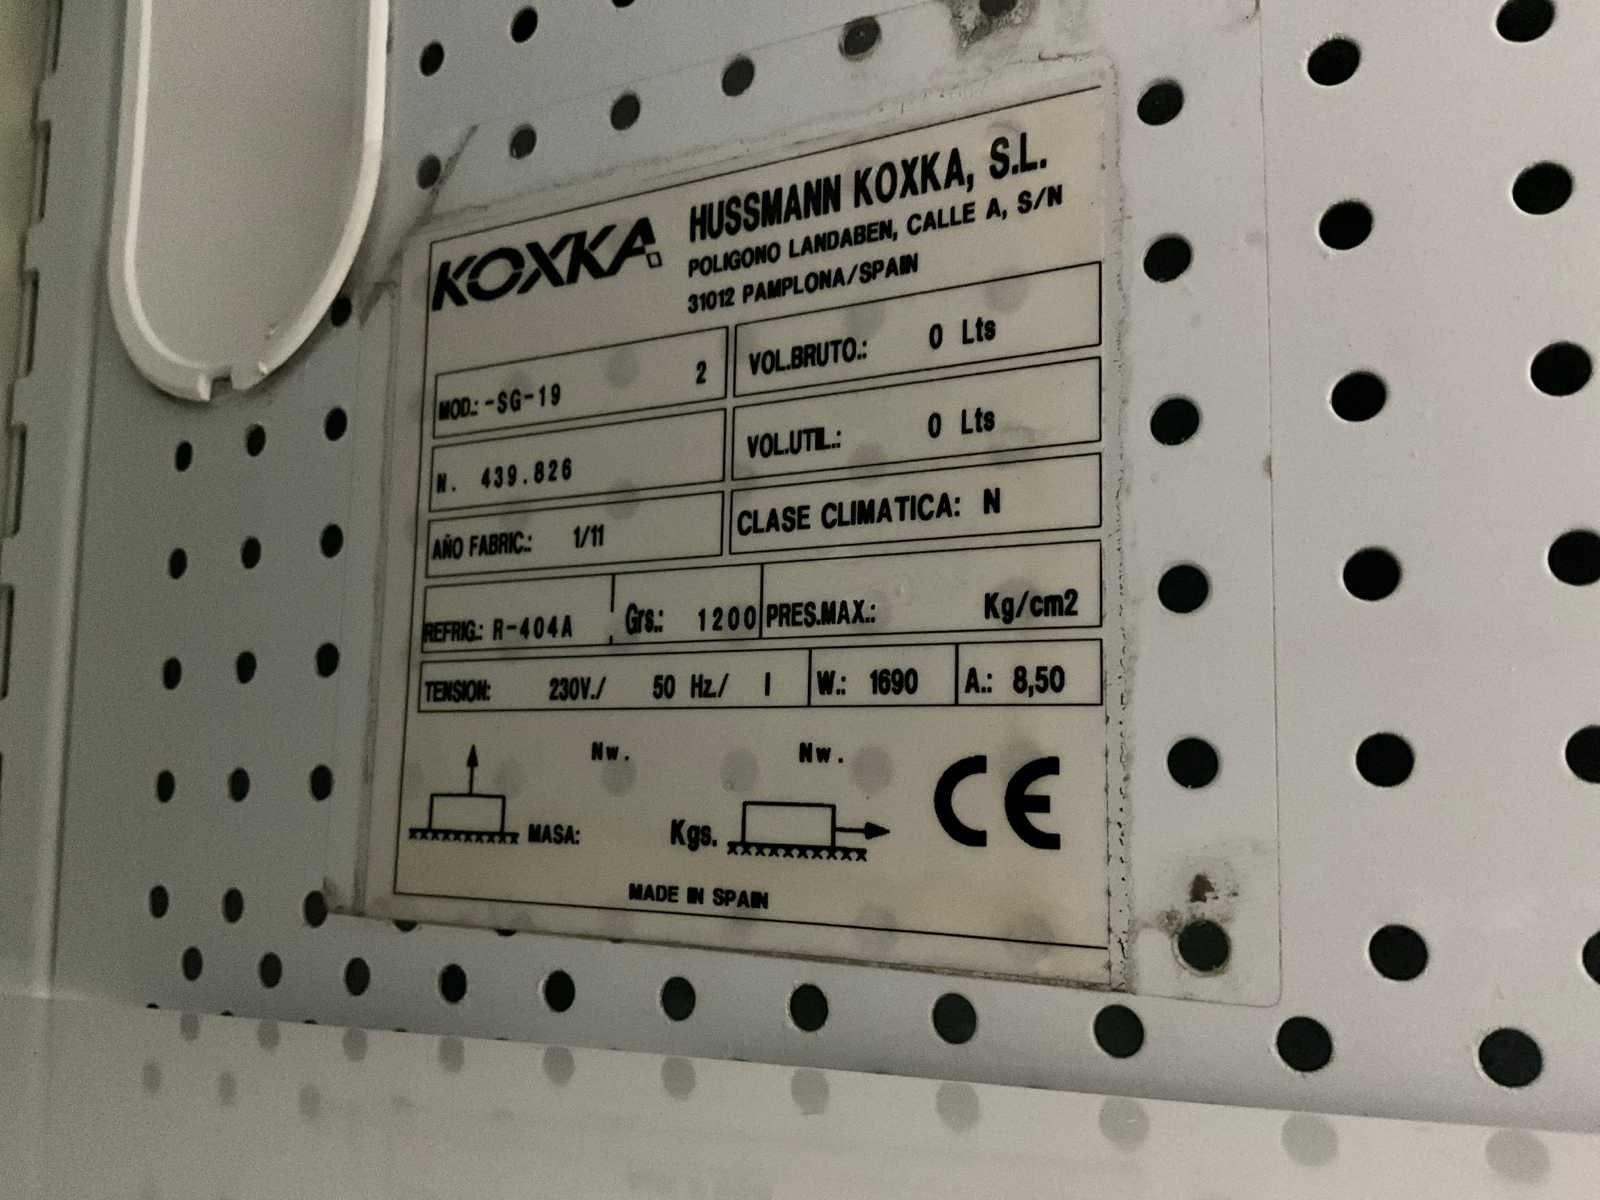 KOXKA
HUSSMANN KOXKA, S.L.
POLIGONO LANDABEN, CALLE A, S/N
31012 PAMPLONA/SPAIN
MOD.: -SG-19 2
VOL.BRUTO.: 0 Lts
N. 439.826
VOL.UTIL.: 0 Lts
AÑO FABRIC.: 1/11
CLASE CLIMATICA: N
REFRIG.: R-404A Grs.: 1200 PRES.MAX.: Kg/cm2
TENSION: 230V./ 50 Hz./ I W.: 1690 A.: 8,50
Nw. Nw.
MASA: Kgs.
CE
MADE IN SPAIN